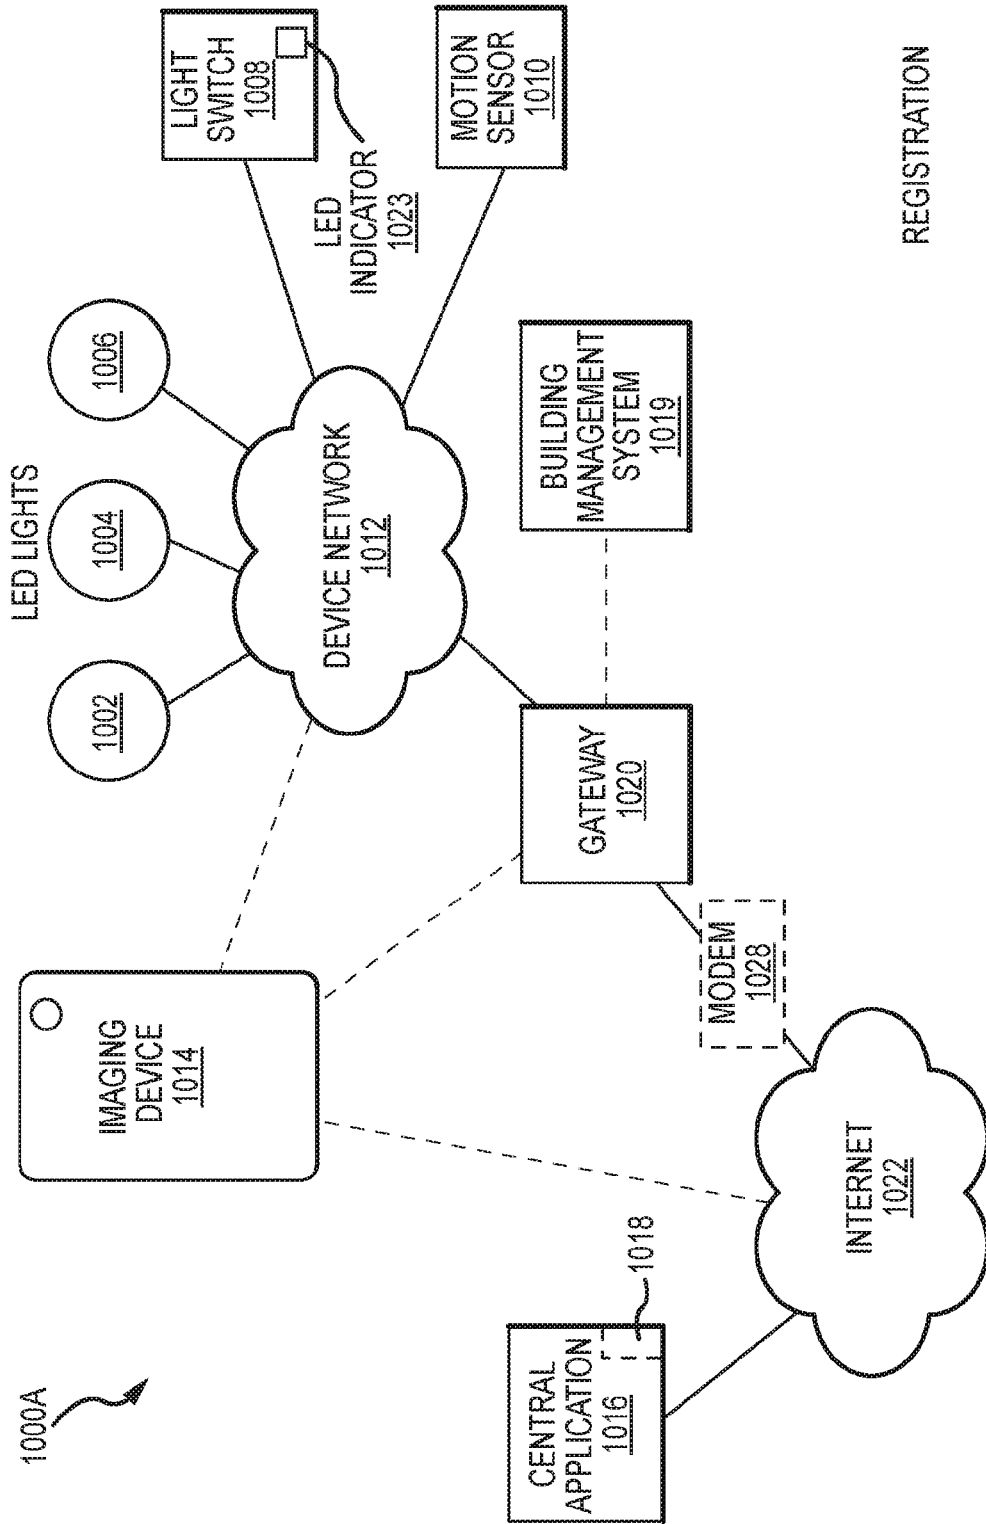 1000A
IMAGING
DEVICE
1014
LED LIGHTS
1002
1004
1006
LIGHT
SWITCH
1008
LED
INDICATOR
1023
DEVICE NETWORK
1012
MOTION
SENSOR
1010
CENTRAL
APPLICATION
1016
1018
GATEWAY
1020
BUILDING
MANAGEMENT
SYSTEM
1019
MODEM
1028
INTERNET
1022
REGISTRATION